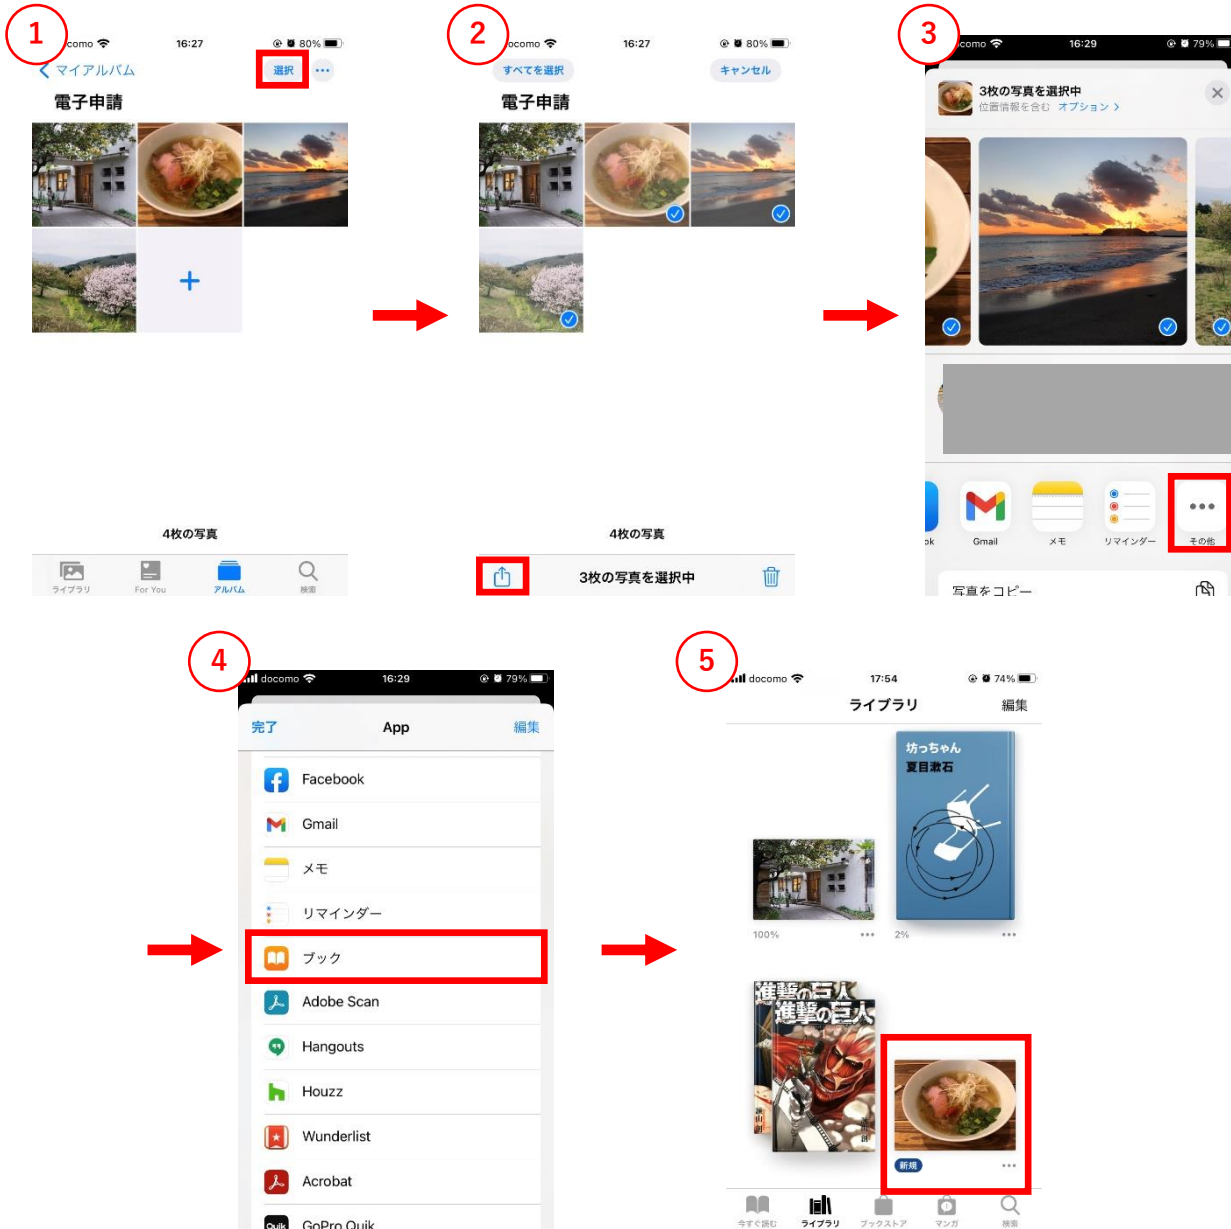 1
docomo 16:27 80%
マイアルバム 選択
電子申請
4枚の写真
ライブラリ For You アルバム 検索
2
docomo 16:27 80%
すべてを選択 キャンセル
電子申請
4枚の写真
3枚の写真を選択中
3
como 16:29 79%
3枚の写真を選択中
位置情報を含む オプション
ok Gmail メモ リマインダー その他
写真をコピー
4
docomo 16:29 79%
完了 App 編集
Facebook
Gmail
メモ
リマインダー
ブック
Adobe Scan
Hangouts
Houzz
Wunderlist
Acrobat
Quik GoPro Quik
5
docomo 17:54 74%
ライブラリ 編集
坊っちゃん
夏目漱石
100% 2%
進撃の巨人
進撃の巨人
諫山創
新規
今すぐ読む ライブラリ ブックストア マンガ 検索